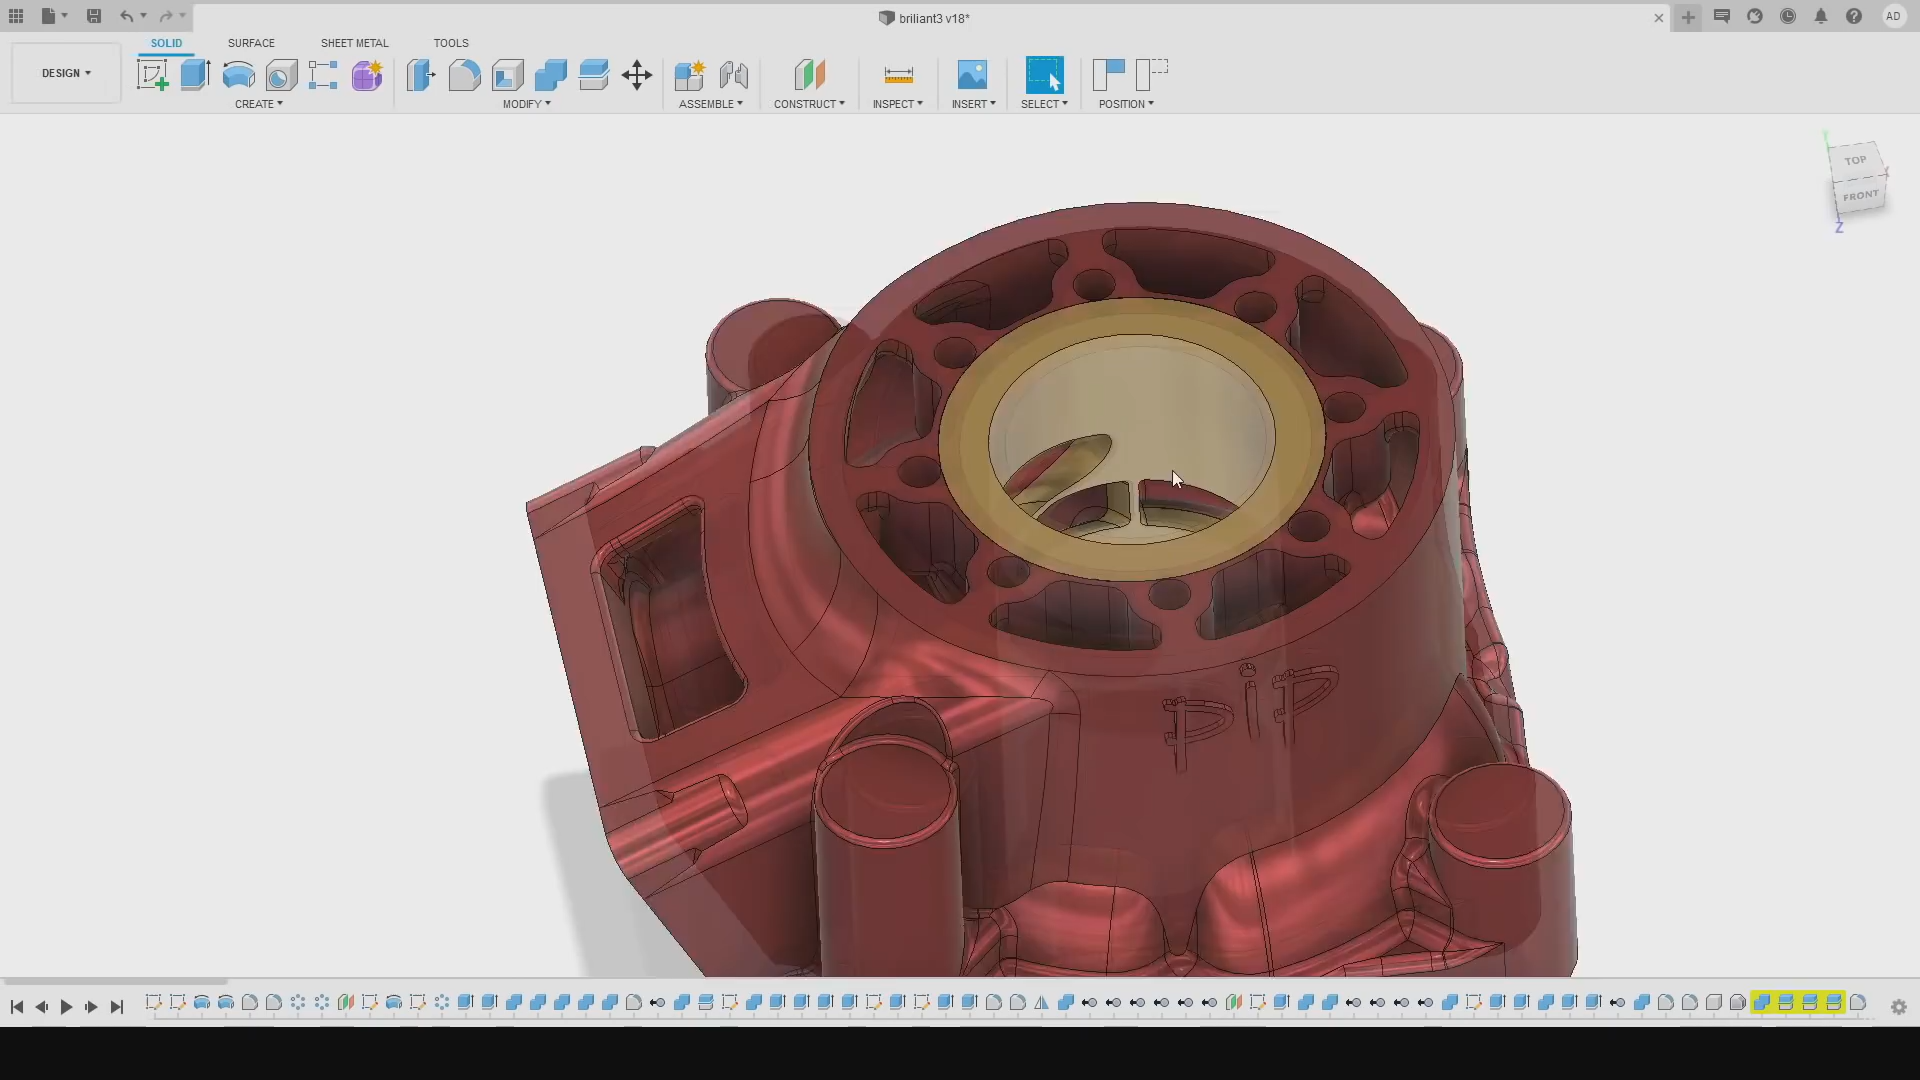 briliant3 v18*
AD
SOLID
SURFACE
SHEET METAL
TOOLS
DESIGN
CREATE
MODIFY
ASSEMBLE
CONSTRUCT
INSPECT
INSERT
SELECT
POSITION
TOP
FRONT
Z
PiP